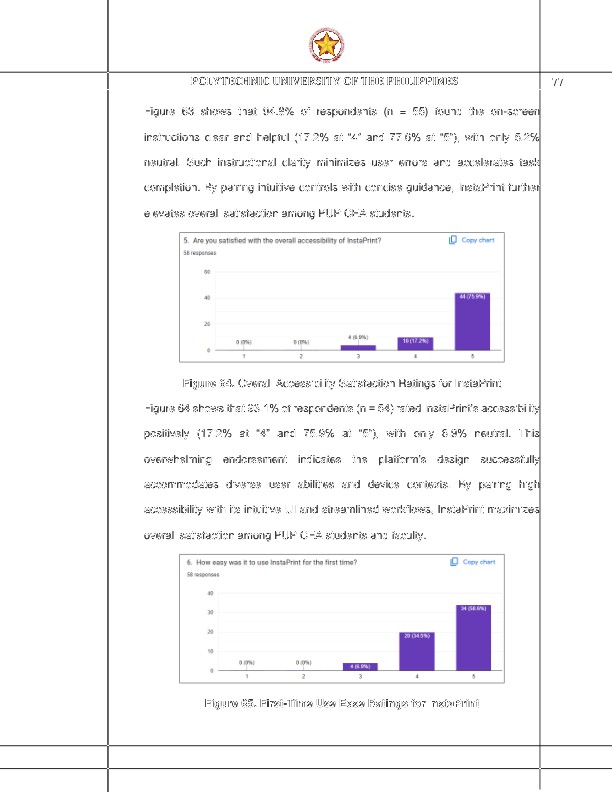 POLYTECHNIC UNIVERSITY OF THE PHILIPPINES
77
Figure 63 shows that 94.8% of respondents (n = 55) found the on-screen
instructions clear and helpful (17.2% at "4" and 77.6% at "5"), with only 5.2%
neutral. Such instructional clarity minimizes user errors and accelerates task
completion. By pairing intuitive controls with concise guidance, InstaPrint further
elevates overall satisfaction among PUP CEA students.
5. Are you satisfied with the overall accessibility of InstaPrint?
Copy chart
58 responses
60
40
20
0
0 (0%)
0 (0%)
4 (6.9%)
10 (17.2%)
44 (75.9%)
1 2 3 4 5
Figure 64. Overall Accessibility Satisfaction Ratings for InstaPrint
Figure 64 shows that 93.1% of respondents (n = 54) rated InstaPrint's accessibility
positively (17.2% at "4" and 75.9% at "5"), with only 6.9% neutral. This
overwhelming endorsement indicates the platform's design successfully
accommodates diverse user abilities and device contexts. By pairing high
accessibility with its intuitive UI and streamlined workflows, InstaPrint maximizes
overall satisfaction among PUP CEA students and faculty.
6. How easy was it to use InstaPrint for the first time?
Copy chart
58 responses
40
30
20
10
0
0 (0%)
0 (0%)
4 (6.9%)
20 (34.5%)
34 (58.6%)
1 2 3 4 5
Figure 65. First-Time Use Ease Ratings for InstaPrint